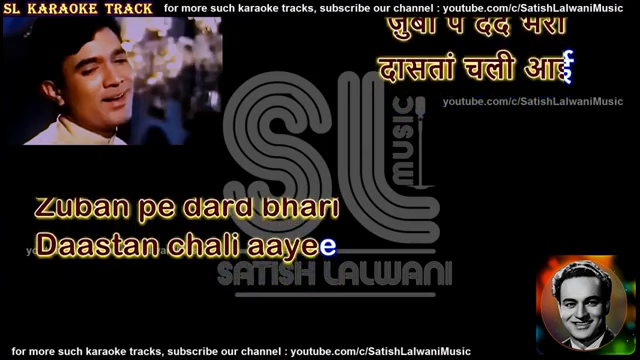 SL KARAOKE TRACK
for more such karaoke tracks, subscribe our channel : youtube.com/c/SatishLalwaniMusic
जुबां पे दर्द भरी
दासतां चली आई
youtube.com/c/SatishLalwaniMusic
SL MUSIC
Zuban pe dard bhari
Daastan chali aayee
SATISH LALWANI
for more such karaoke tracks, subscribe our channel : youtube.com/c/SatishLalwaniMusic